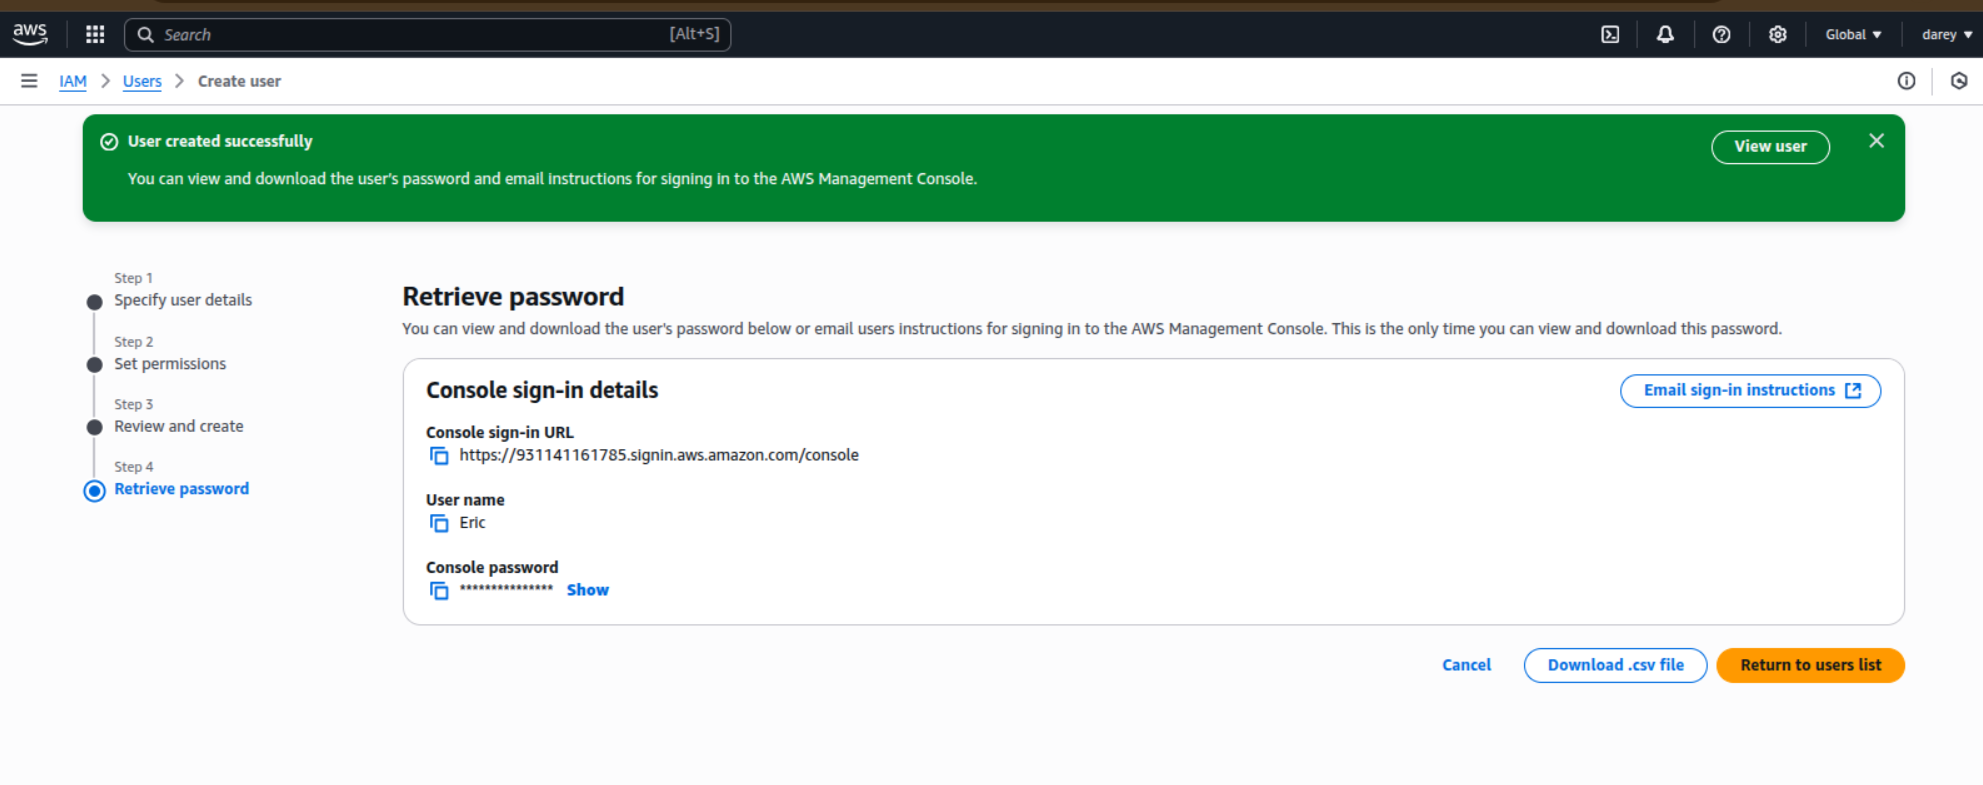 aws
Search [Alt+S]
Global darey
IAM > Users > Create user
User created successfully
View user
You can view and download the user's password and email instructions for signing in to the AWS Management Console.
Step 1
Specify user details
Step 2
Set permissions
Step 3
Review and create
Step 4
Retrieve password
Retrieve password
You can view and download the user's password below or email users instructions for signing in to the AWS Management Console. This is the only time you can view and download this password.
Console sign-in details
Email sign-in instructions
Console sign-in URL
https://931141161785.signin.aws.amazon.com/console
User name
Eric
Console password
*************** Show
Cancel
Download .csv file
Return to users list